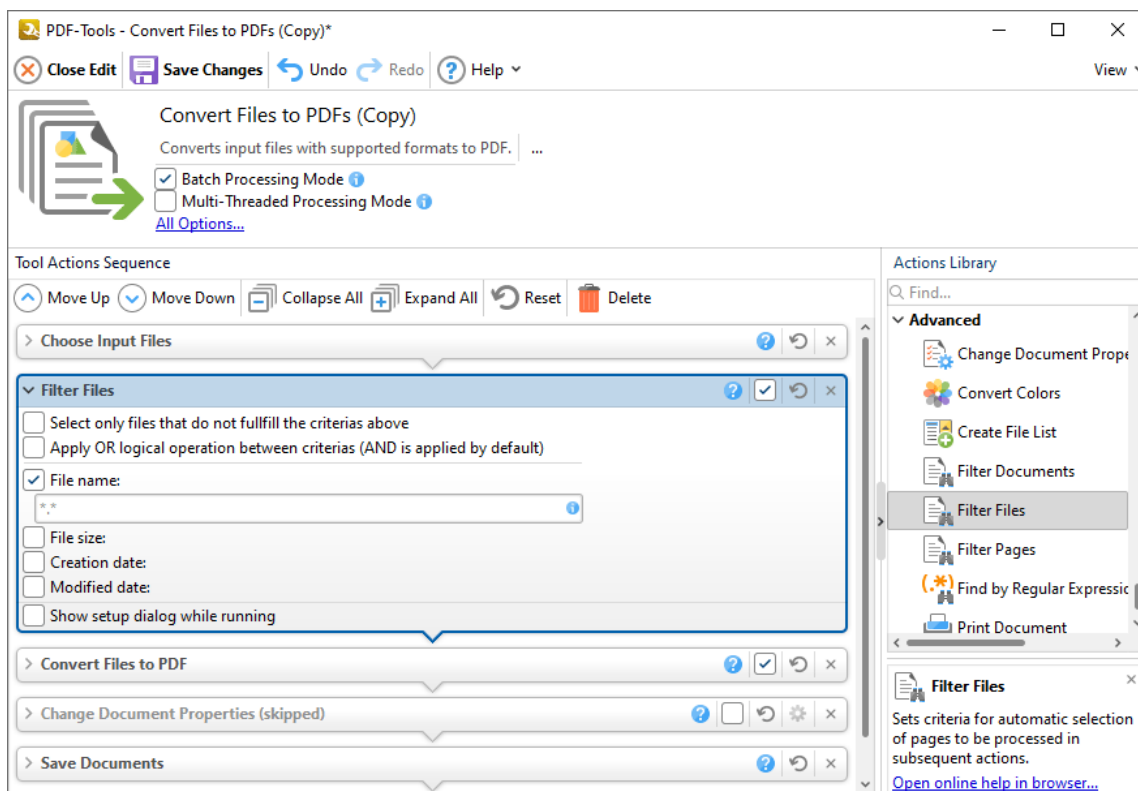 PDF-Tools - Convert Files to PDFs (Copy)*
Close Edit Save Changes Undo Redo Help View
Convert Files to PDFs (Copy)
Converts input files with supported formats to PDF. ...
Batch Processing Mode
Multi-Threaded Processing Mode
All Options...
Tool Actions Sequence
Move Up Move Down Collapse All Expand All Reset Delete
Choose Input Files
Filter Files
Select only files that do not fullfill the criterias above
Apply OR logical operation between criterias (AND is applied by default)
File name:
*.*
File size:
Creation date:
Modified date:
Show setup dialog while running
Convert Files to PDF
Change Document Properties (skipped)
Save Documents
Actions Library
Find...
Advanced
Change Document Prope
Convert Colors
Create File List
Filter Documents
Filter Files
Filter Pages
(.*) Find by Regular Expressic
Print Document
Filter Files
Sets criteria for automatic selection
of pages to be processed in
subsequent actions.
Open online help in browser...